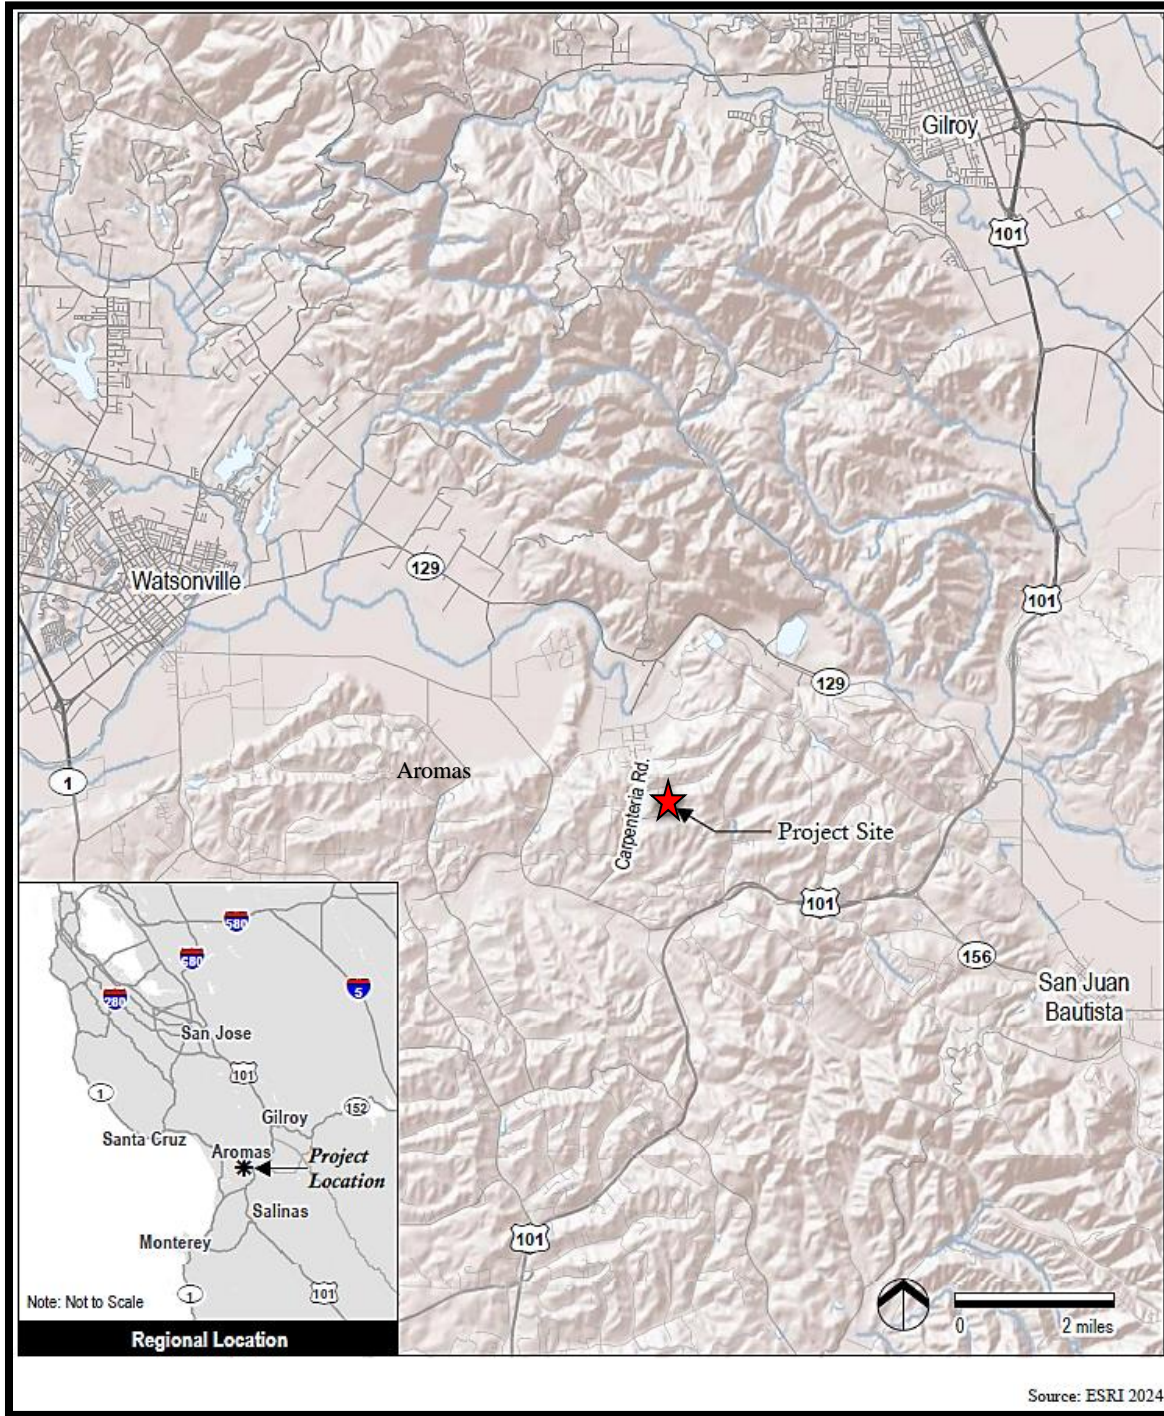 Gilroy
101
129
Watsonville
101
129
1
Aromas
Carpenteria Rd.
Project Site
101
156
San Juan
Bautista
101
580
680
5
280
San Jose
101
1
Gilroy
152
Santa Cruz
Aromas
Project
Location
Salinas
Monterey
1
101
Note: Not to Scale
Regional Location
0
2 miles
Source: ESRI 2024